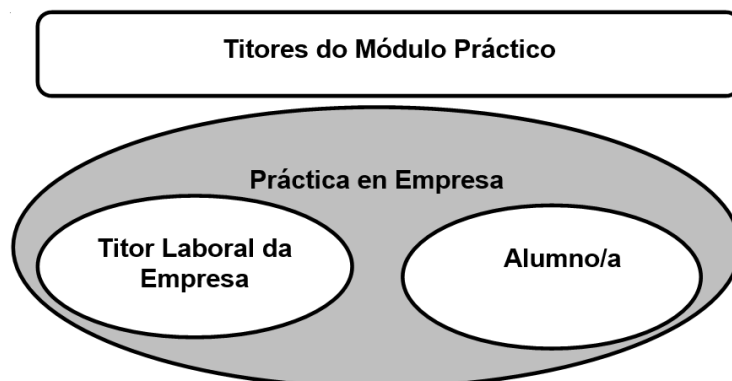 Titores do Módulo Práctico
Práctica en Empresa
Titor Laboral da
Empresa
Alumno/a